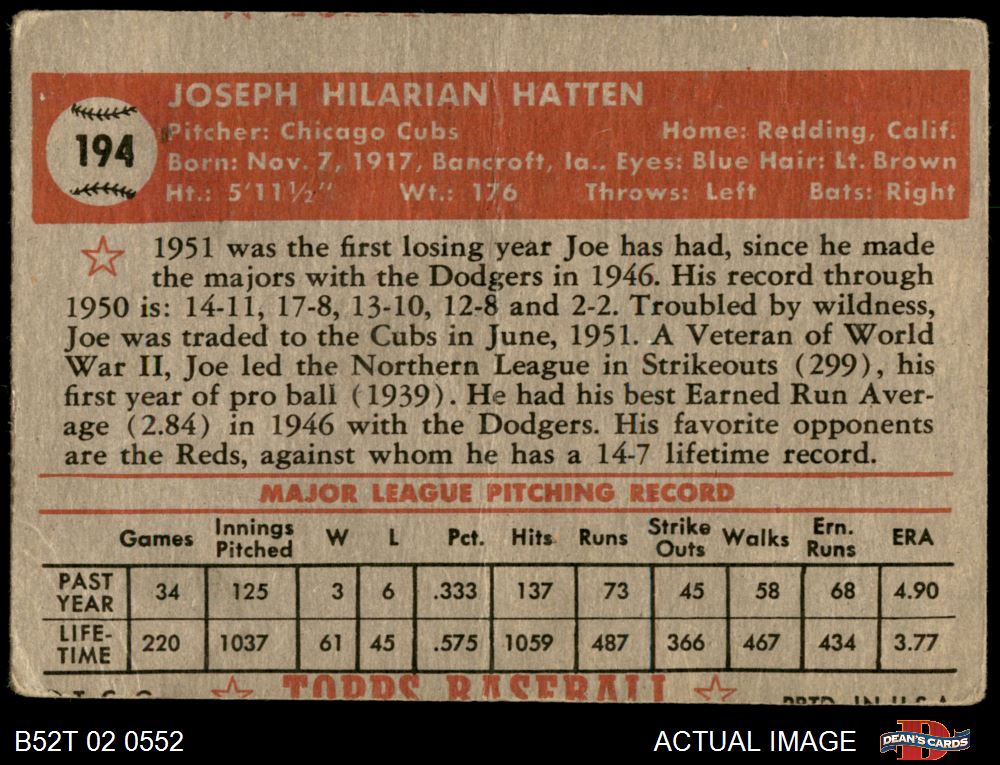 JOSEPH HILARIAN HATTEN
194
Pitcher: Chicago Cubs Home: Redding, Calif.
Born: Nov. 7, 1917, Bancroft, Ia.. Eyes: Blue Hair: Lt. Brown
Ht.: 5'11½" Wt.: 176 Throws: Left Bats: Right
1951 was the first losing year Joe has had, since he made
the majors with the Dodgers in 1946. His record through
1950 is: 14-11, 17-8, 13-10, 12-8 and 2-2. Troubled by wildness,
Joe was traded to the Cubs in June, 1951. A Veteran of World
War II, Joe led the Northern League in Strikeouts (299), his
first year of pro ball (1939). He had his best Earned Run Aver-
age (2.84) in 1946 with the Dodgers. His favorite opponents
are the Reds, against whom he has a 14-7 lifetime record.
MAJOR LEAGUE PITCHING RECORD
Games Innings Pitched W L Pct. Hits Runs Strike Outs Walks Ern. Runs ERA
PAST YEAR 34 125 3 6 .333 137 73 45 58 68 4.90
LIFE-TIME 220 1037 61 45 .575 1059 487 366 467 434 3.77
TOPPS BASEBALL PRTD. IN U.S.A.
B52T 02 0552 ACTUAL IMAGE DEAN'S CARDS